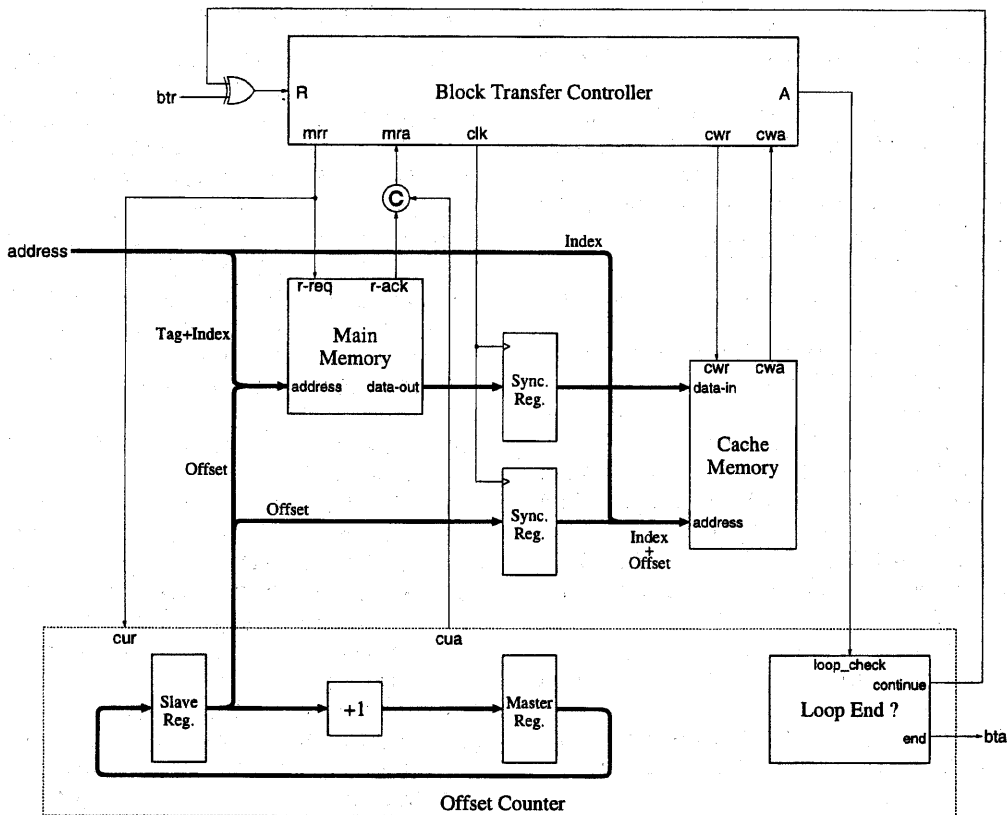 Block Transfer Controller
R
A
btr
mrr
mra
clk
cwr
cwa
C
address
Index
r-req
r-ack
Tag+Index
Main
Memory
address
data-out
Sync.
Reg.
cwr
cwa
data-in
Cache
Memory
address
Offset
Offset
Sync.
Reg.
Index
+
Offset
cur
cua
loop_check
continue
Loop End ?
end
bta
Slave
Reg.
+1
Master
Reg.
Offset Counter